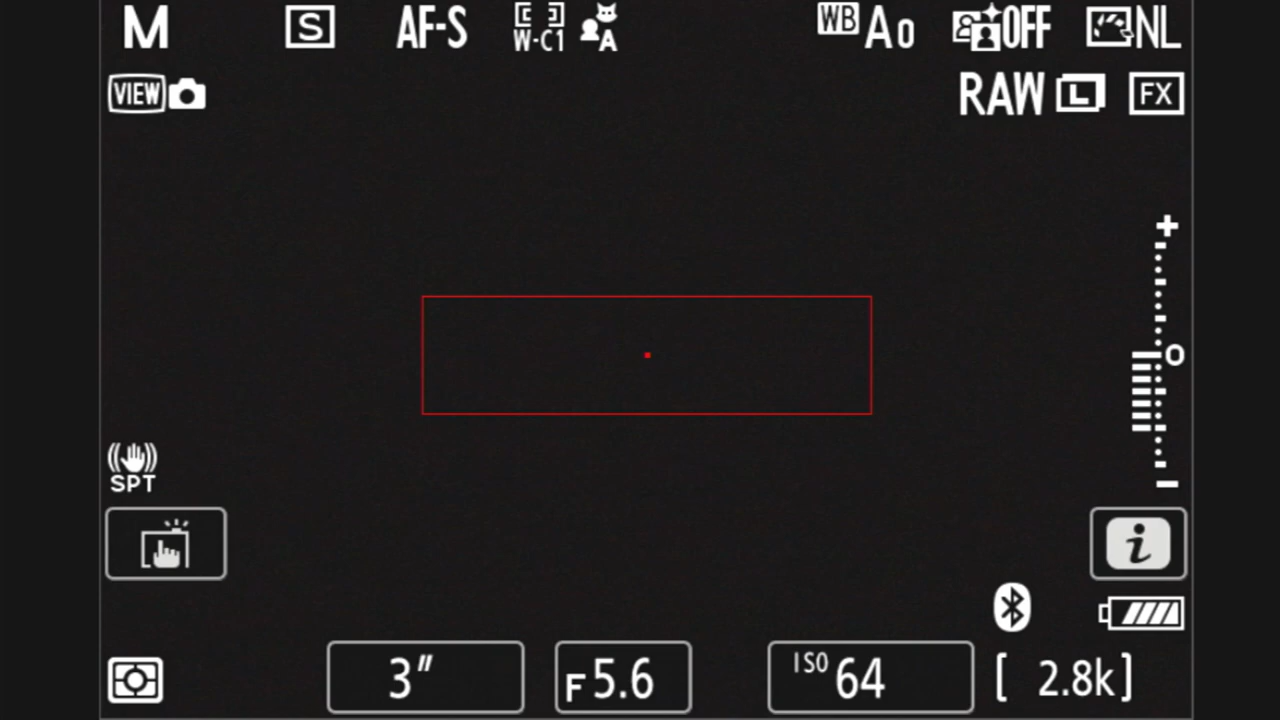 M S AF-S W-C1 A WB A0 OFF NL
VIEW RAW L FX
+
0
SPT
-
i
3" F5.6 ISO 64 [ 2.8k]